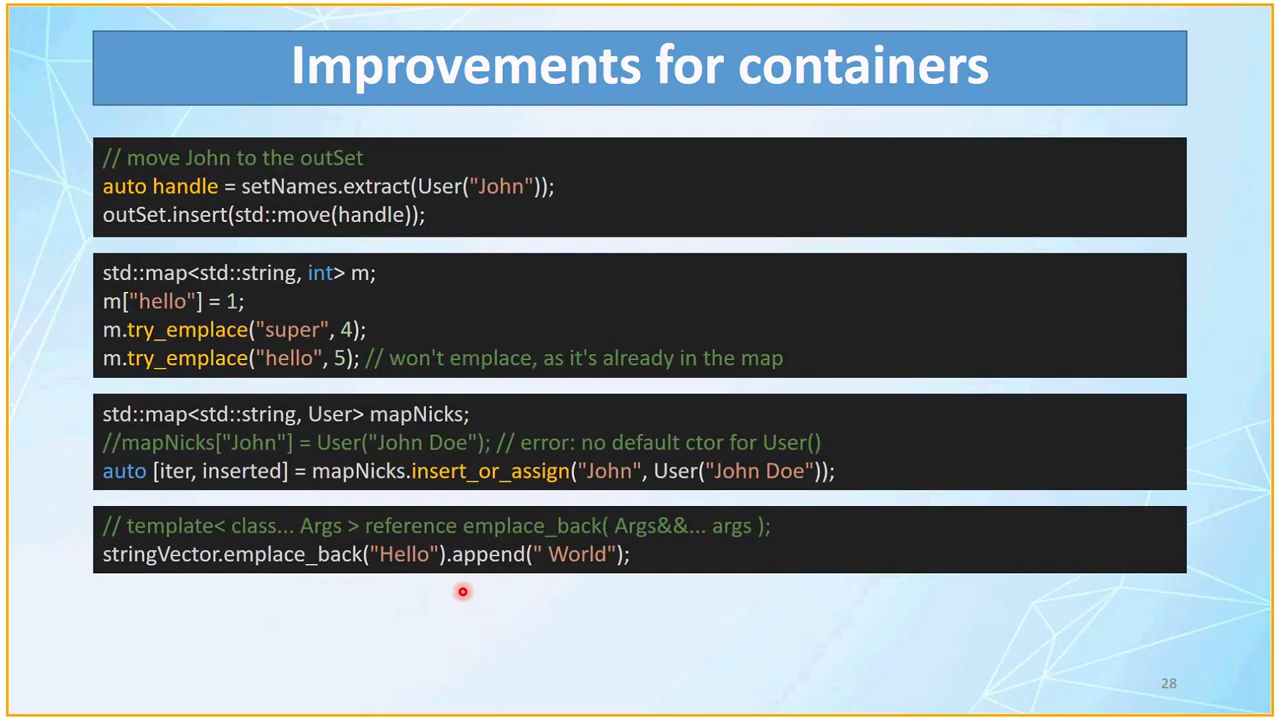 Improvements for containers
// move John to the outSet
auto handle = setNames.extract(User("John"));
outSet.insert(std::move(handle));
std::map<std::string, int> m;
m["hello"] = 1;
m.try_emplace("super", 4);
m.try_emplace("hello", 5); // won't emplace, as it's already in the map
std::map<std::string, User> mapNicks;
//mapNicks["John"] = User("John Doe"); // error: no default ctor for User()
auto [iter, inserted] = mapNicks.insert_or_assign("John", User("John Doe"));
// template< class... Args > reference emplace_back( Args&&... args );
stringVector.emplace_back("Hello").append(" World");
28